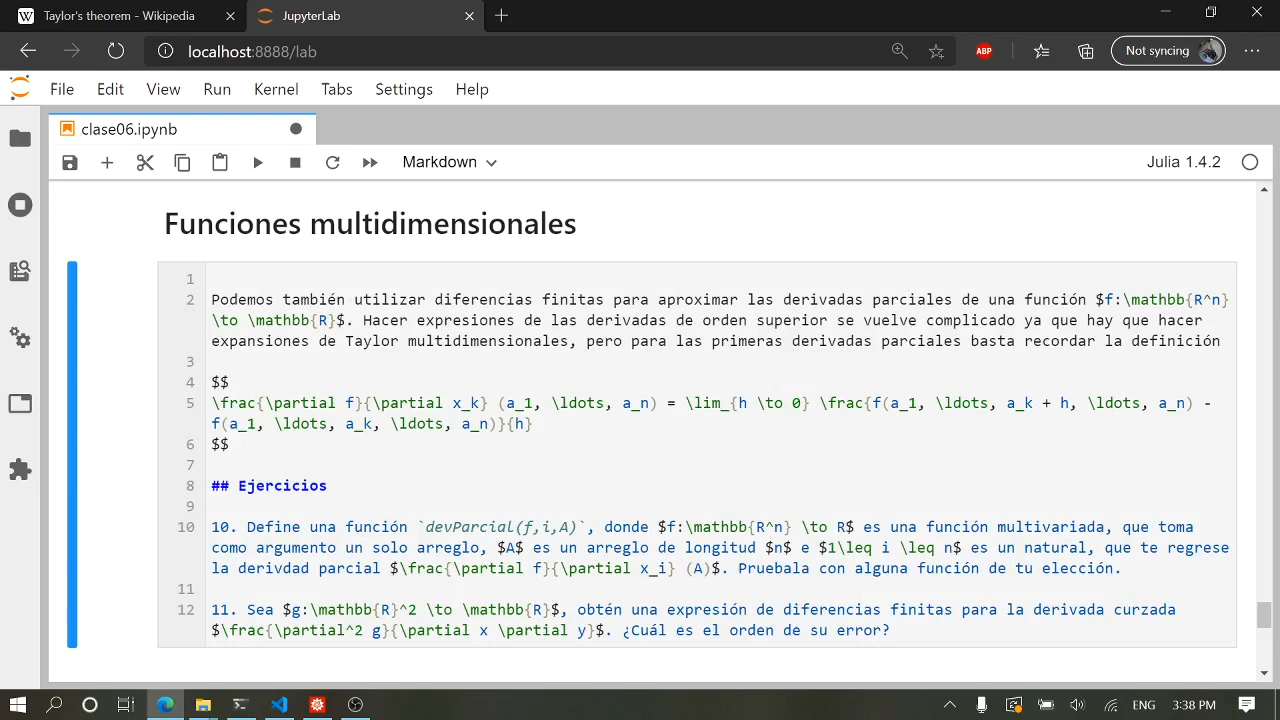 Taylor's theorem - Wikipedia
JupyterLab
localhost:8888/lab
ABP
Not syncing
File Edit View Run Kernel Tabs Settings Help
clase06.ipynb
Markdown
Julia 1.4.2
Funciones multidimensionales
1
2 Podemos también utilizar diferencias finitas para aproximar las derivadas parciales de una función $f:\mathbb{R^n}
\to \mathbb{R}$. Hacer expresiones de las derivadas de orden superior se vuelve complicado ya que hay que hacer
expansiones de Taylor multidimensionales, pero para las primeras derivadas parciales basta recordar la definición
3
4 $$
5 \frac{\partial f}{\partial x_k} (a_1, \ldots, a_n) = \lim_{h \to 0} \frac{f(a_1, \ldots, a_k + h, \ldots, a_n) -
f(a_1, \ldots, a_k, \ldots, a_n)}{h}
6 $$
7
8 ## Ejercicios
9
10 10. Define una función `devParcial(f,i,A)`, donde $f:\mathbb{R^n} \to R$ es una función multivariada, que toma
como argumento un solo arreglo, $A$ es un arreglo de longitud $n$ e $1\leq i \leq n$ es un natural, que te regrese
la derivdad parcial $\frac{\partial f}{\partial x_i} (A)$. Pruebala con alguna función de tu elección.
11
12 11. Sea $g:\mathbb{R}^2 \to \mathbb{R}$, obtén una expresión de diferencias finitas para la derivada curzada
$\frac{\partial^2 g}{\partial x \partial y}$. ¿Cuál es el orden de su error?
ENG
3:38 PM